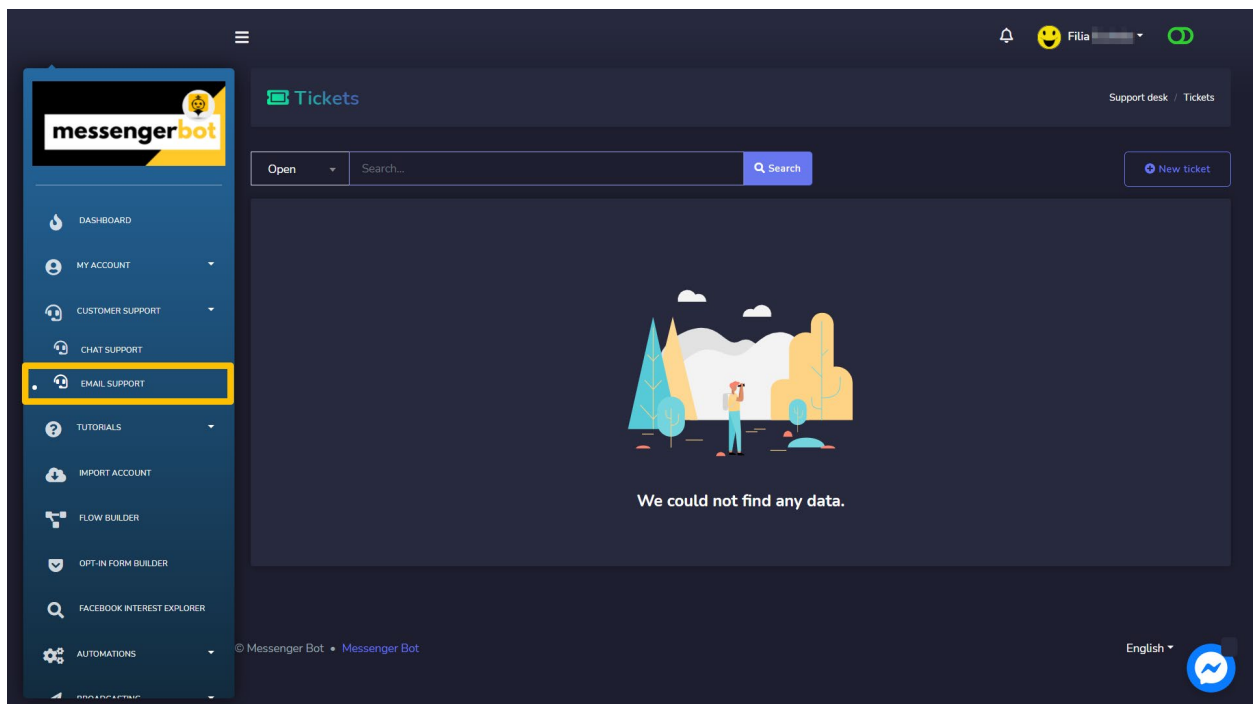 Filia
messengerbot
Tickets
Support desk / Tickets
Open
Search...
Search
New ticket
DASHBOARD
MY ACCOUNT
CUSTOMER SUPPORT
CHAT SUPPORT
EMAIL SUPPORT
TUTORIALS
IMPORT ACCOUNT
FLOW BUILDER
OPT-IN FORM BUILDER
FACEBOOK INTEREST EXPLORER
AUTOMATIONS
BROADCASTING
We could not find any data.
© Messenger Bot • Messenger Bot
English